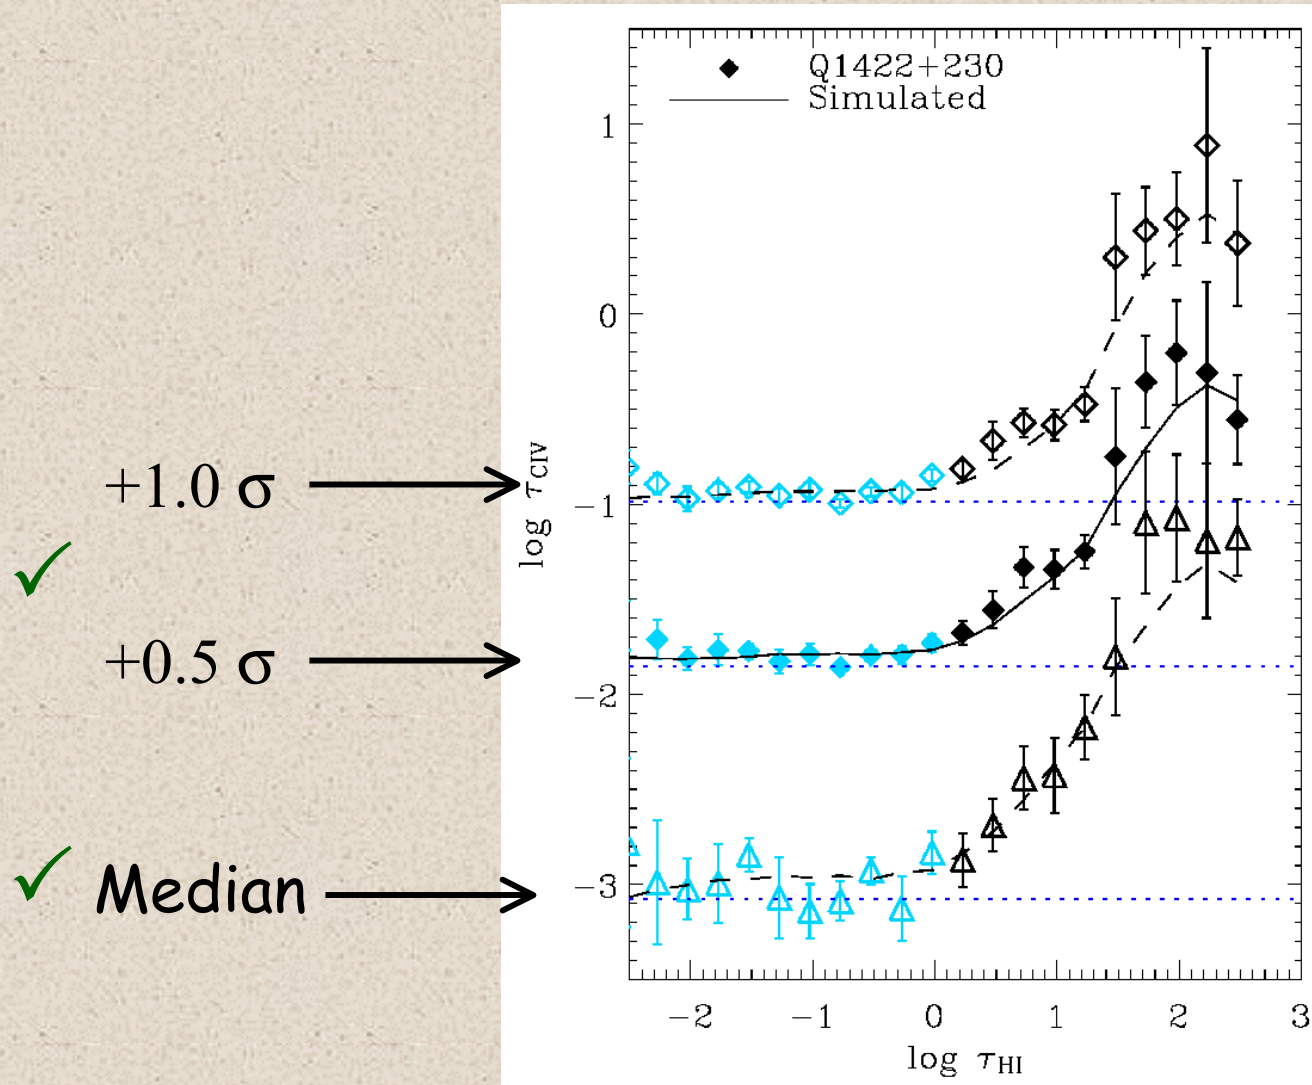 Q1422+230
Simulated
1
0
−1
−2
−3
log τCIV
+1.0 σ
+0.5 σ
Median
−2 −1 0 1 2 3
log τHI